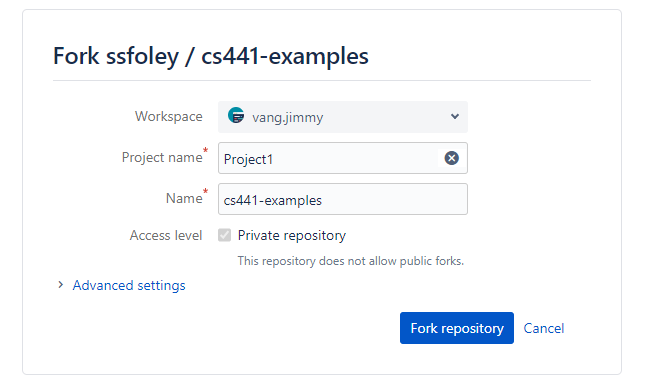 Fork ssfoley / cs441-examples
Workspace vang.jimmy
Project name* Project1
Name* cs441-examples
Access level Private repository
This repository does not allow public forks.
Advanced settings
Fork repository Cancel